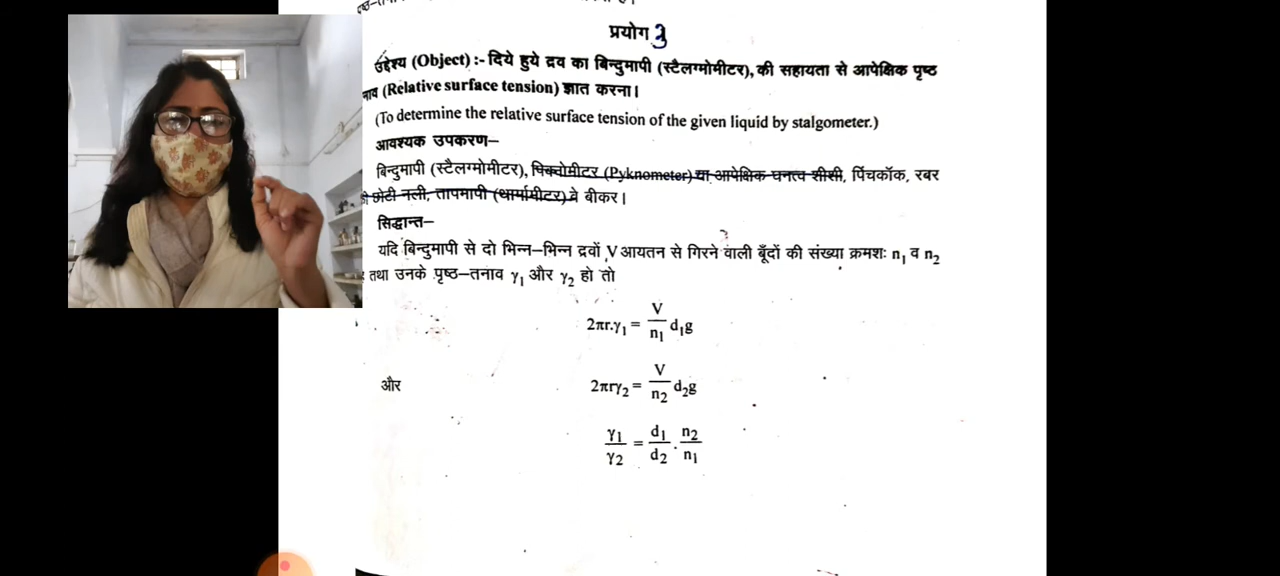 प्रयोग 3
उद्देश्य (Object) :- दिये हुये द्रव का बिन्दुमापी (स्टैलग्मोमीटर), की सहायता से आपेक्षिक पृष्ठ
नाव (Relative surface tension) ज्ञात करना।
(To determine the relative surface tension of the given liquid by stalgometer.)
आवश्यक उपकरण–
बिन्दुमापी (स्टैलग्मोमीटर), पिक्नोमीटर (Pyknometer) या आपेक्षिक घनत्व शीशी, पिंचकॉक, रबर
छोटी नली, तापमापी (थर्मामीटर) वे बीकर।
सिद्धान्त–
यदि बिन्दुमापी से दो भिन्न–भिन्न द्रवों V आयतन से गिरने वाली बूँदों की संख्या क्रमशः n₁ व n₂
तथा उनके पृष्ठ–तनाव γ₁ और γ₂ हो तो
2πr.γ₁ = V/n₁ d₁g
और 2πrγ₂ = V/n₂ d₂g
γ₁/γ₂ = d₁/d₂ . n₂/n₁